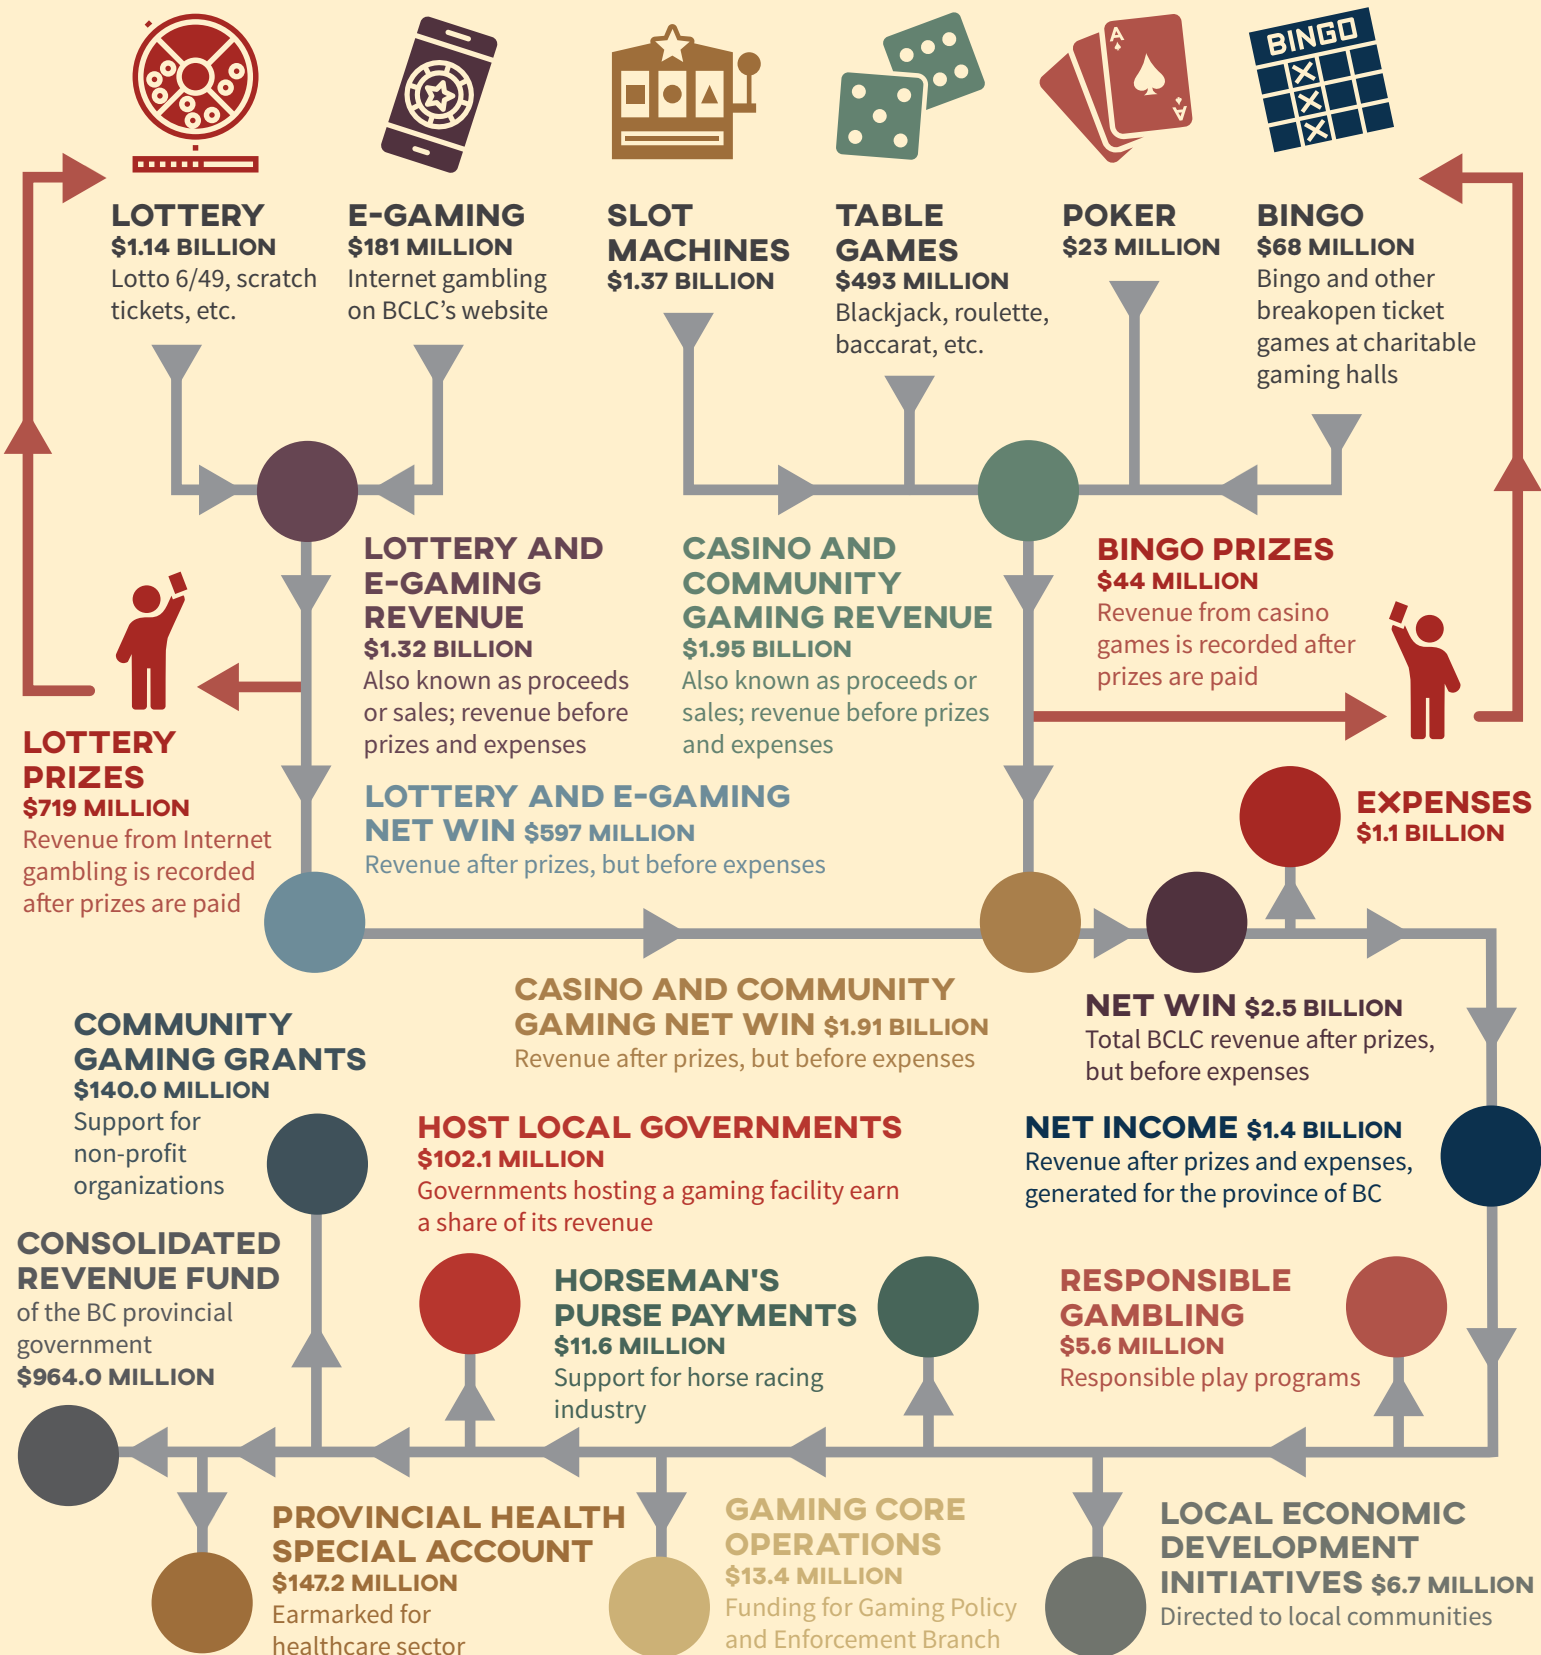 BINGO
A
A
LOTTERY
$1.14 BILLION
Lotto 6/49, scratch
tickets, etc.
E-GAMING
$181 MILLION
Internet gambling
on BCLC’s website
SLOT
MACHINES
$1.37 BILLION
TABLE
GAMES
$493 MILLION
Blackjack, roulette,
baccarat, etc.
POKER
$23 MILLION
BINGO
$68 MILLION
Bingo and other
breakopen ticket
games at charitable
gaming halls
LOTTERY AND
E-GAMING
REVENUE
$1.32 BILLION
Also known as proceeds
or sales; revenue before
prizes and expenses
CASINO AND
COMMUNITY
GAMING REVENUE
$1.95 BILLION
Also known as proceeds or
sales; revenue before prizes
and expenses
BINGO PRIZES
$44 MILLION
Revenue from casino
games is recorded after
prizes are paid
LOTTERY
PRIZES
$719 MILLION
Revenue from Internet
gambling is recorded
after prizes are paid
LOTTERY AND E-GAMING
NET WIN $597 MILLION
Revenue after prizes, but before expenses
EXPENSES
$1.1 BILLION
CASINO AND COMMUNITY
GAMING NET WIN $1.91 BILLION
Revenue after prizes, but before expenses
NET WIN $2.5 BILLION
Total BCLC revenue after prizes,
but before expenses
COMMUNITY
GAMING GRANTS
$140.0 MILLION
Support for
non-profit
organizations
HOST LOCAL GOVERNMENTS
$102.1 MILLION
Governments hosting a gaming facility earn
a share of its revenue
NET INCOME $1.4 BILLION
Revenue after prizes and expenses,
generated for the province of BC
CONSOLIDATED
REVENUE FUND
of the BC provincial
government
$964.0 MILLION
HORSEMAN'S
PURSE PAYMENTS
$11.6 MILLION
Support for horse racing
industry
RESPONSIBLE
GAMBLING
$5.6 MILLION
Responsible play programs
PROVINCIAL HEALTH
SPECIAL ACCOUNT
$147.2 MILLION
Earmarked for
healthcare sector
GAMING CORE
OPERATIONS
$13.4 MILLION
Funding for Gaming Policy
and Enforcement Branch
LOCAL ECONOMIC
DEVELOPMENT
INITIATIVES $6.7 MILLION
Directed to local communities